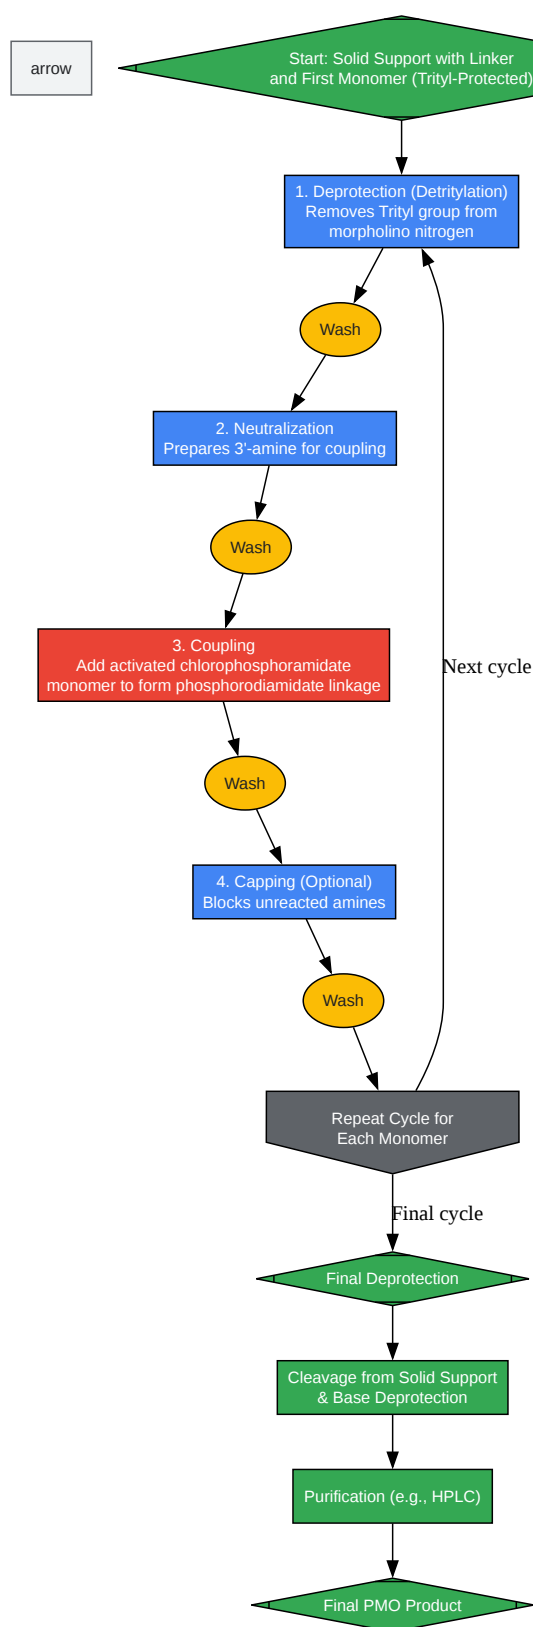 arrow
Start: Solid Support with Linker
and First Monomer (Trityl-Protected)
1. Deprotection (Detritylation)
Removes Trityl group from
morpholino nitrogen
Wash
2. Neutralization
Prepares 3'-amine for coupling
Wash
3. Coupling
Add activated chlorophosphoramidate
monomer to form phosphorodiamidate linkage
Next cycle
Wash
4. Capping (Optional)
Blocks unreacted amines
Wash
Repeat Cycle for
Each Monomer
Final cycle
Final Deprotection
Cleavage from Solid Support
& Base Deprotection
Purification (e.g., HPLC)
Final PMO Product